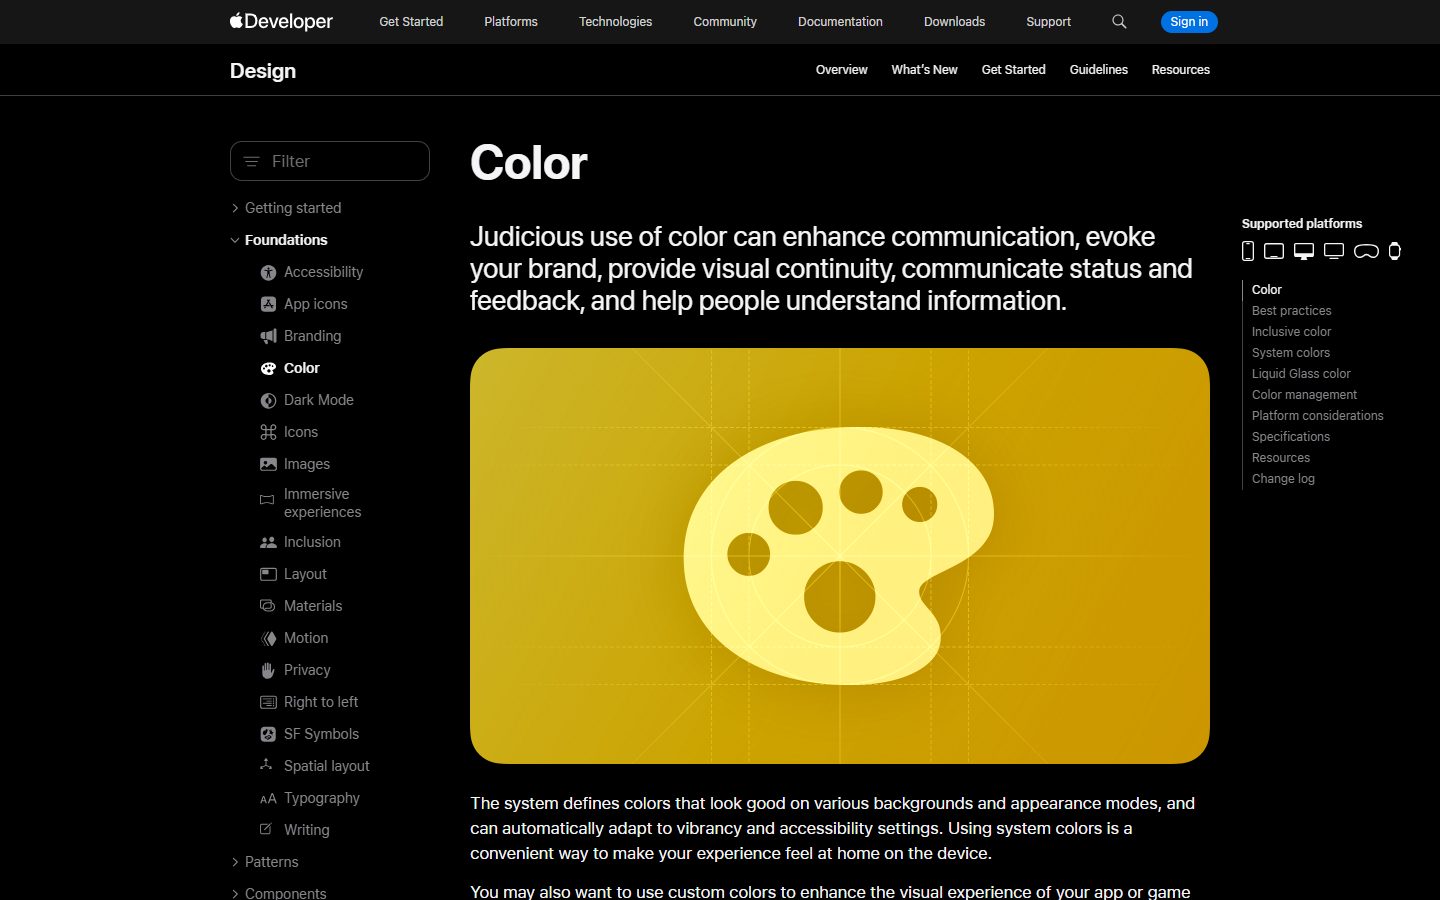 Developer
Get Started
Platforms
Technologies
Community
Documentation
Downloads
Support
Sign in
Design
Overview
What's New
Get Started
Guidelines
Resources
Filter
Getting started
Foundations
Accessibility
App icons
Branding
Color
Dark Mode
Icons
Images
Immersive
experiences
Inclusion
Layout
Materials
Motion
Privacy
Right to left
SF Symbols
Spatial layout
Typography
Writing
Patterns
Components
Color
Judicious use of color can enhance communication, evoke
your brand, provide visual continuity, communicate status and
feedback, and help people understand information.
The system defines colors that look good on various backgrounds and appearance modes, and
can automatically adapt to vibrancy and accessibility settings. Using system colors is a
convenient way to make your experience feel at home on the device.
You may also want to use custom colors to enhance the visual experience of your app or game
Supported platforms
Color
Best practices
Inclusive color
System colors
Liquid Glass color
Color management
Platform considerations
Specifications
Resources
Change log